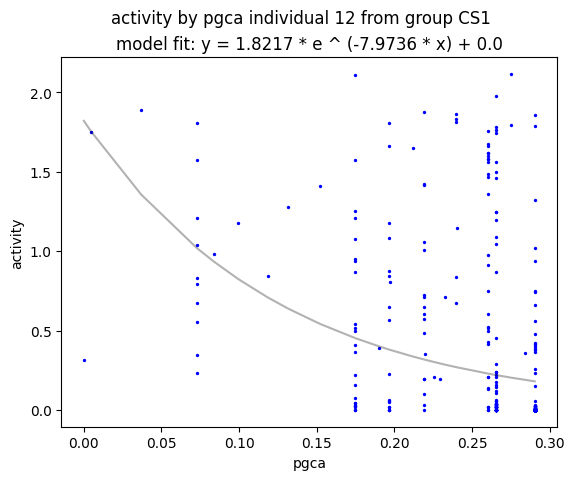 activity by pgca individual 12 from group CS1
model fit: y = 1.8217 * e ^ (-7.9736 * x) + 0.0
2.0
1.5
1.0
0.5
0.0
activity
0.00 0.05 0.10 0.15 0.20 0.25 0.30
pgca